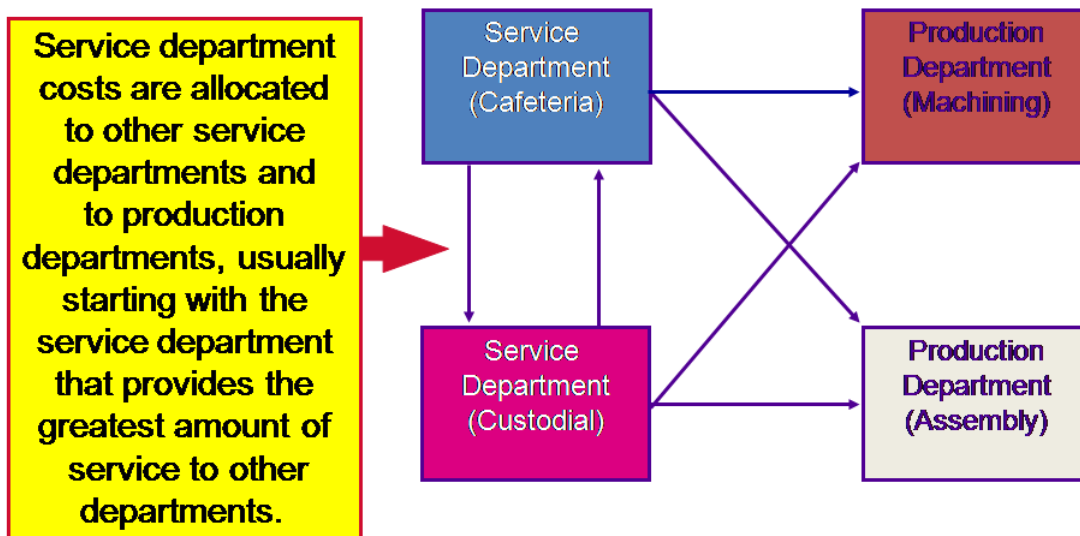 Service department
costs are allocated
to other service
departments and
to production
departments, usually
starting with the
service department
that provides the
greatest amount of
service to other
departments.
Service
Department
(Cafeteria)
Production
Department
(Machining)
Service
Department
(Custodial)
Production
Department
(Assembly)